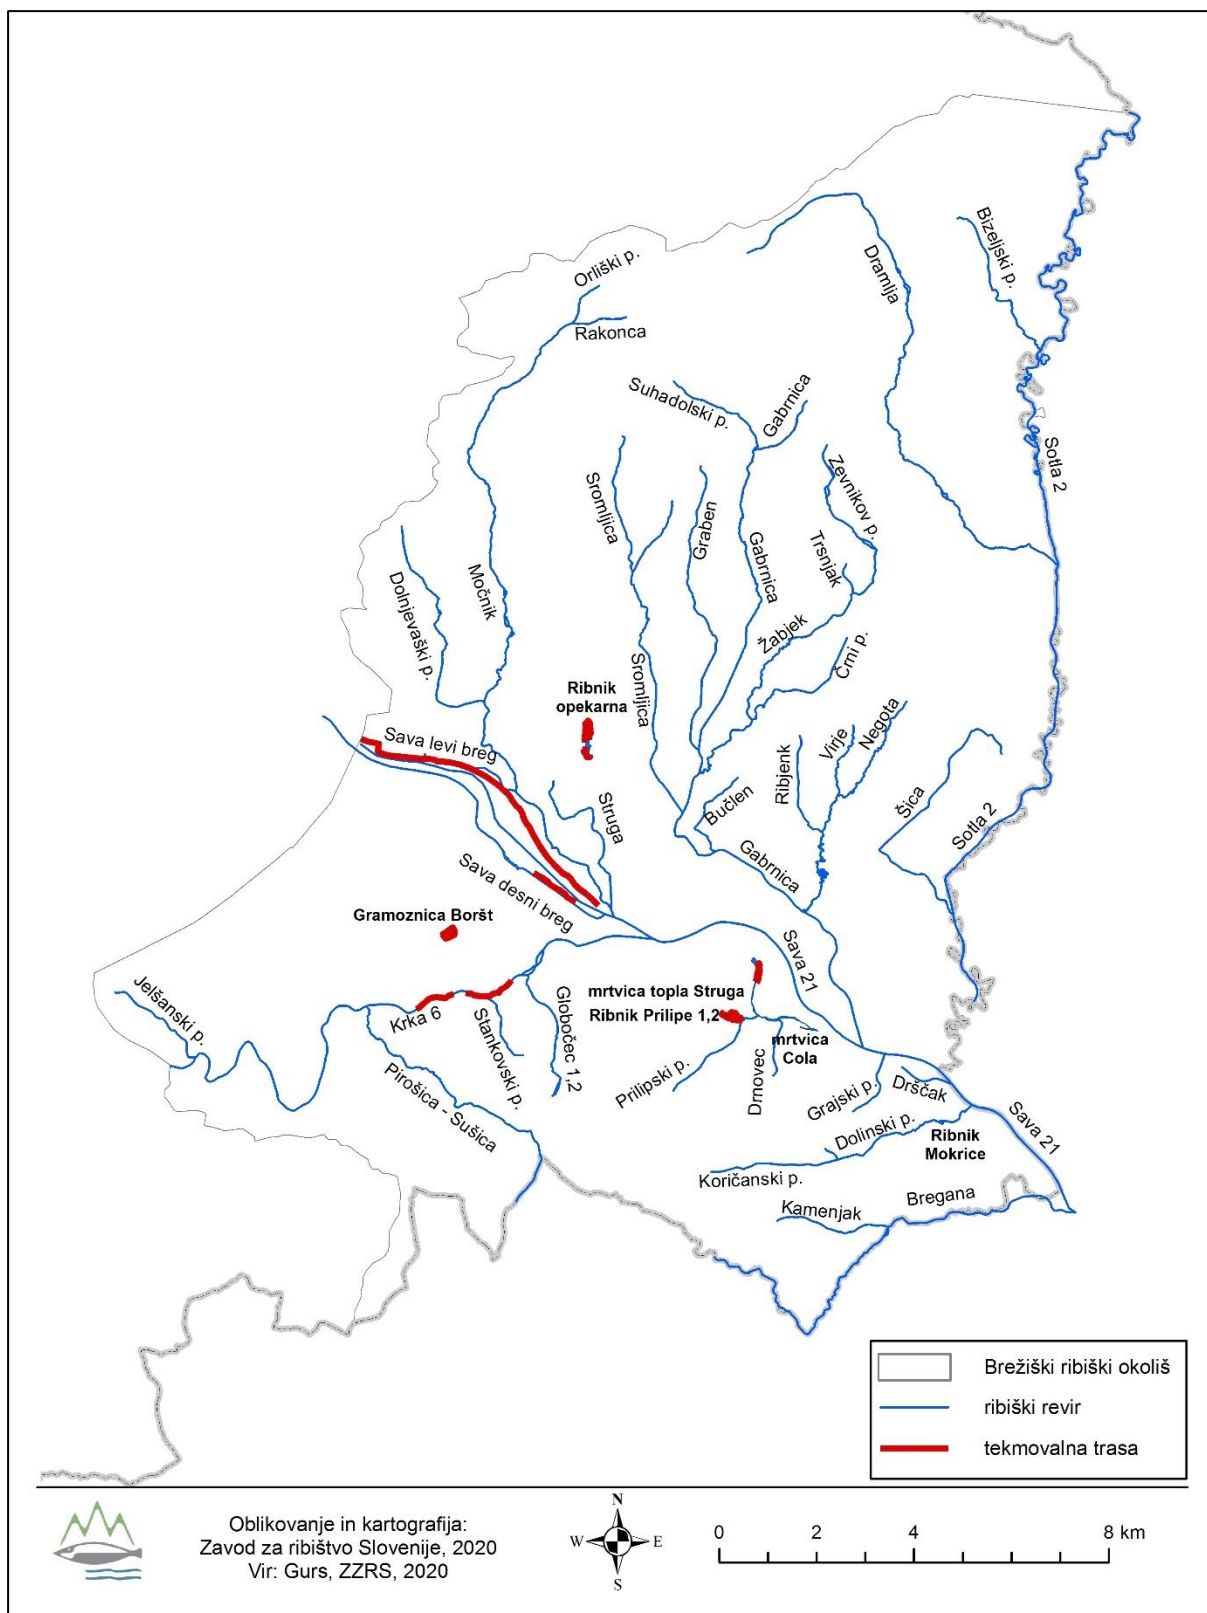 Orliški p.
Rakonca
Dramlja
Bizeljski p.
Suhadolski p.
Gabrnica
Sotla 2
Sromljica
Graben
Gabrnica
Zevnikov p.
Trsnjak
Dolnjevaški p.
Močnik
Žabjek
Črni p.
Sromljica
Ribnik
opekarna
Sava levi breg
Struga
Bučlen
Ribjenk
Virje
Negota
Šica
Sotla 2
Gabrnica
Sava desni breg
Gramoznica Boršt
Sava 21
Jelšanski p.
Krka 6
Stankovski p.
Globočec 1,2
mrtvica topla Struga
Ribnik Prilipe 1,2
mrtvica
Cola
Pirošica - Sušica
Prilipski p.
Drnovec
Grajski p.
Drščak
Sava 21
Dolinski p.
Ribnik
Mokrice
Koričanski p.
Kamenjak
Bregana
Brežiški ribiški okoliš
ribiški revir
tekmovalna trasa
Oblikovanje in kartografija:
Zavod za ribištvo Slovenije, 2020
Vir: Gurs, ZZRS, 2020
N
W
E
S
0 2 4 8 km